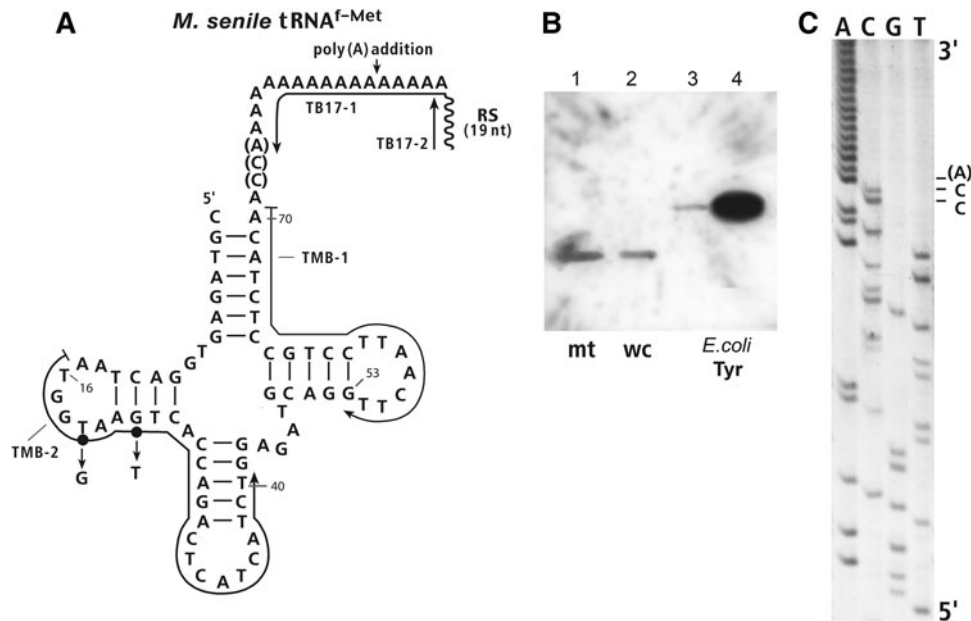 A
M. senile tRNA^f-Met
poly (A) addition
AAAAAAAAAAAAA
A
A
A
(A)
(C)
(C)
A
TB17-1
TB17-2
RS
(19 nt)
5'
C A
70
G C
T A
A T
G C
A T
G C
TMB-1
T
G
G
C G T C C
T T A A C T T
G C A G G
53
T
A
G
A
T A A T C A G
16
G G T A A G T C A
TMB-2
G
T
C G
C G
A T
40
G C
A T
C A
T C
C T
A T A
B
1 2 3 4
mt wc E.coli
Tyr
C
A C G T
3'
(A)
C
C
5'